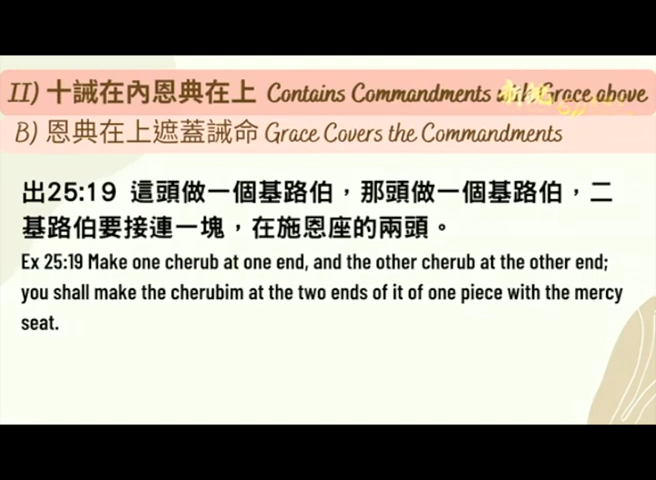 II) 十誡在內恩典在上 Contains Commandments with Grace above
B) 恩典在上遮蓋誡命 Grace Covers the Commandments
出25:19 這頭做一個基路伯，那頭做一個基路伯，二
基路伯要接連一塊，在施恩座的兩頭。
Ex 25:19 Make one cherub at one end, and the other cherub at the other end;
you shall make the cherubim at the two ends of it of one piece with the mercy
seat.